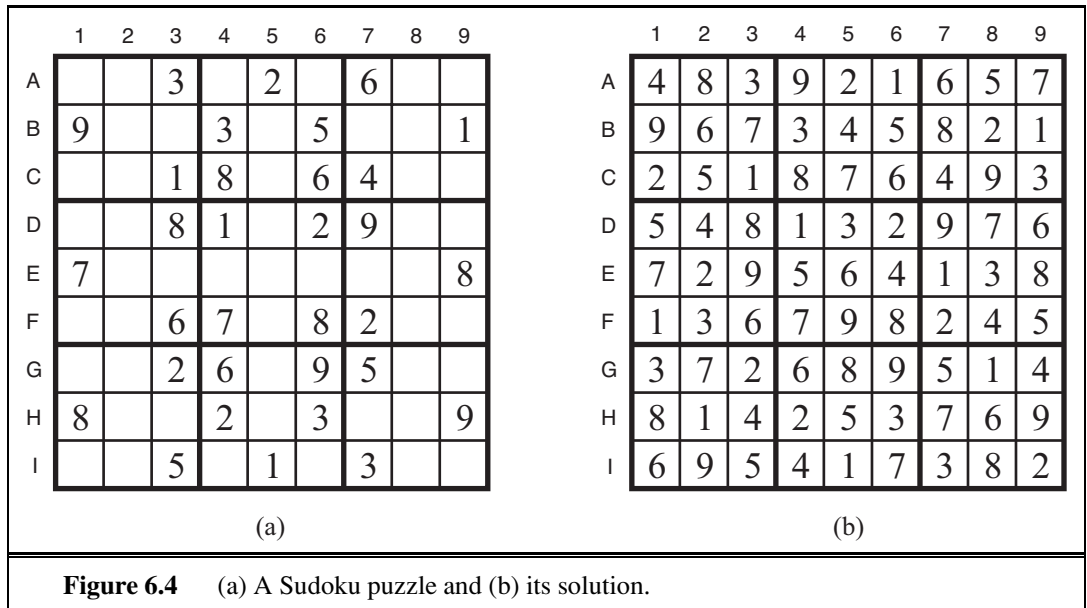 1 2 3 4 5 6 7 8 9
A 3 2 6
B 9 3 5 1
C 1 8 6 4
D 8 1 2 9
E 7 8
F 6 7 8 2
G 2 6 9 5
H 8 2 3 9
I 5 1 3
(a)
1 2 3 4 5 6 7 8 9
A 4 8 3 9 2 1 6 5 7
B 9 6 7 3 4 5 8 2 1
C 2 5 1 8 7 6 4 9 3
D 5 4 8 1 3 2 9 7 6
E 7 2 9 5 6 4 1 3 8
F 1 3 6 7 9 8 2 4 5
G 3 7 2 6 8 9 5 1 4
H 8 1 4 2 5 3 7 6 9
I 6 9 5 4 1 7 3 8 2
(b)
Figure 6.4 (a) A Sudoku puzzle and (b) its solution.